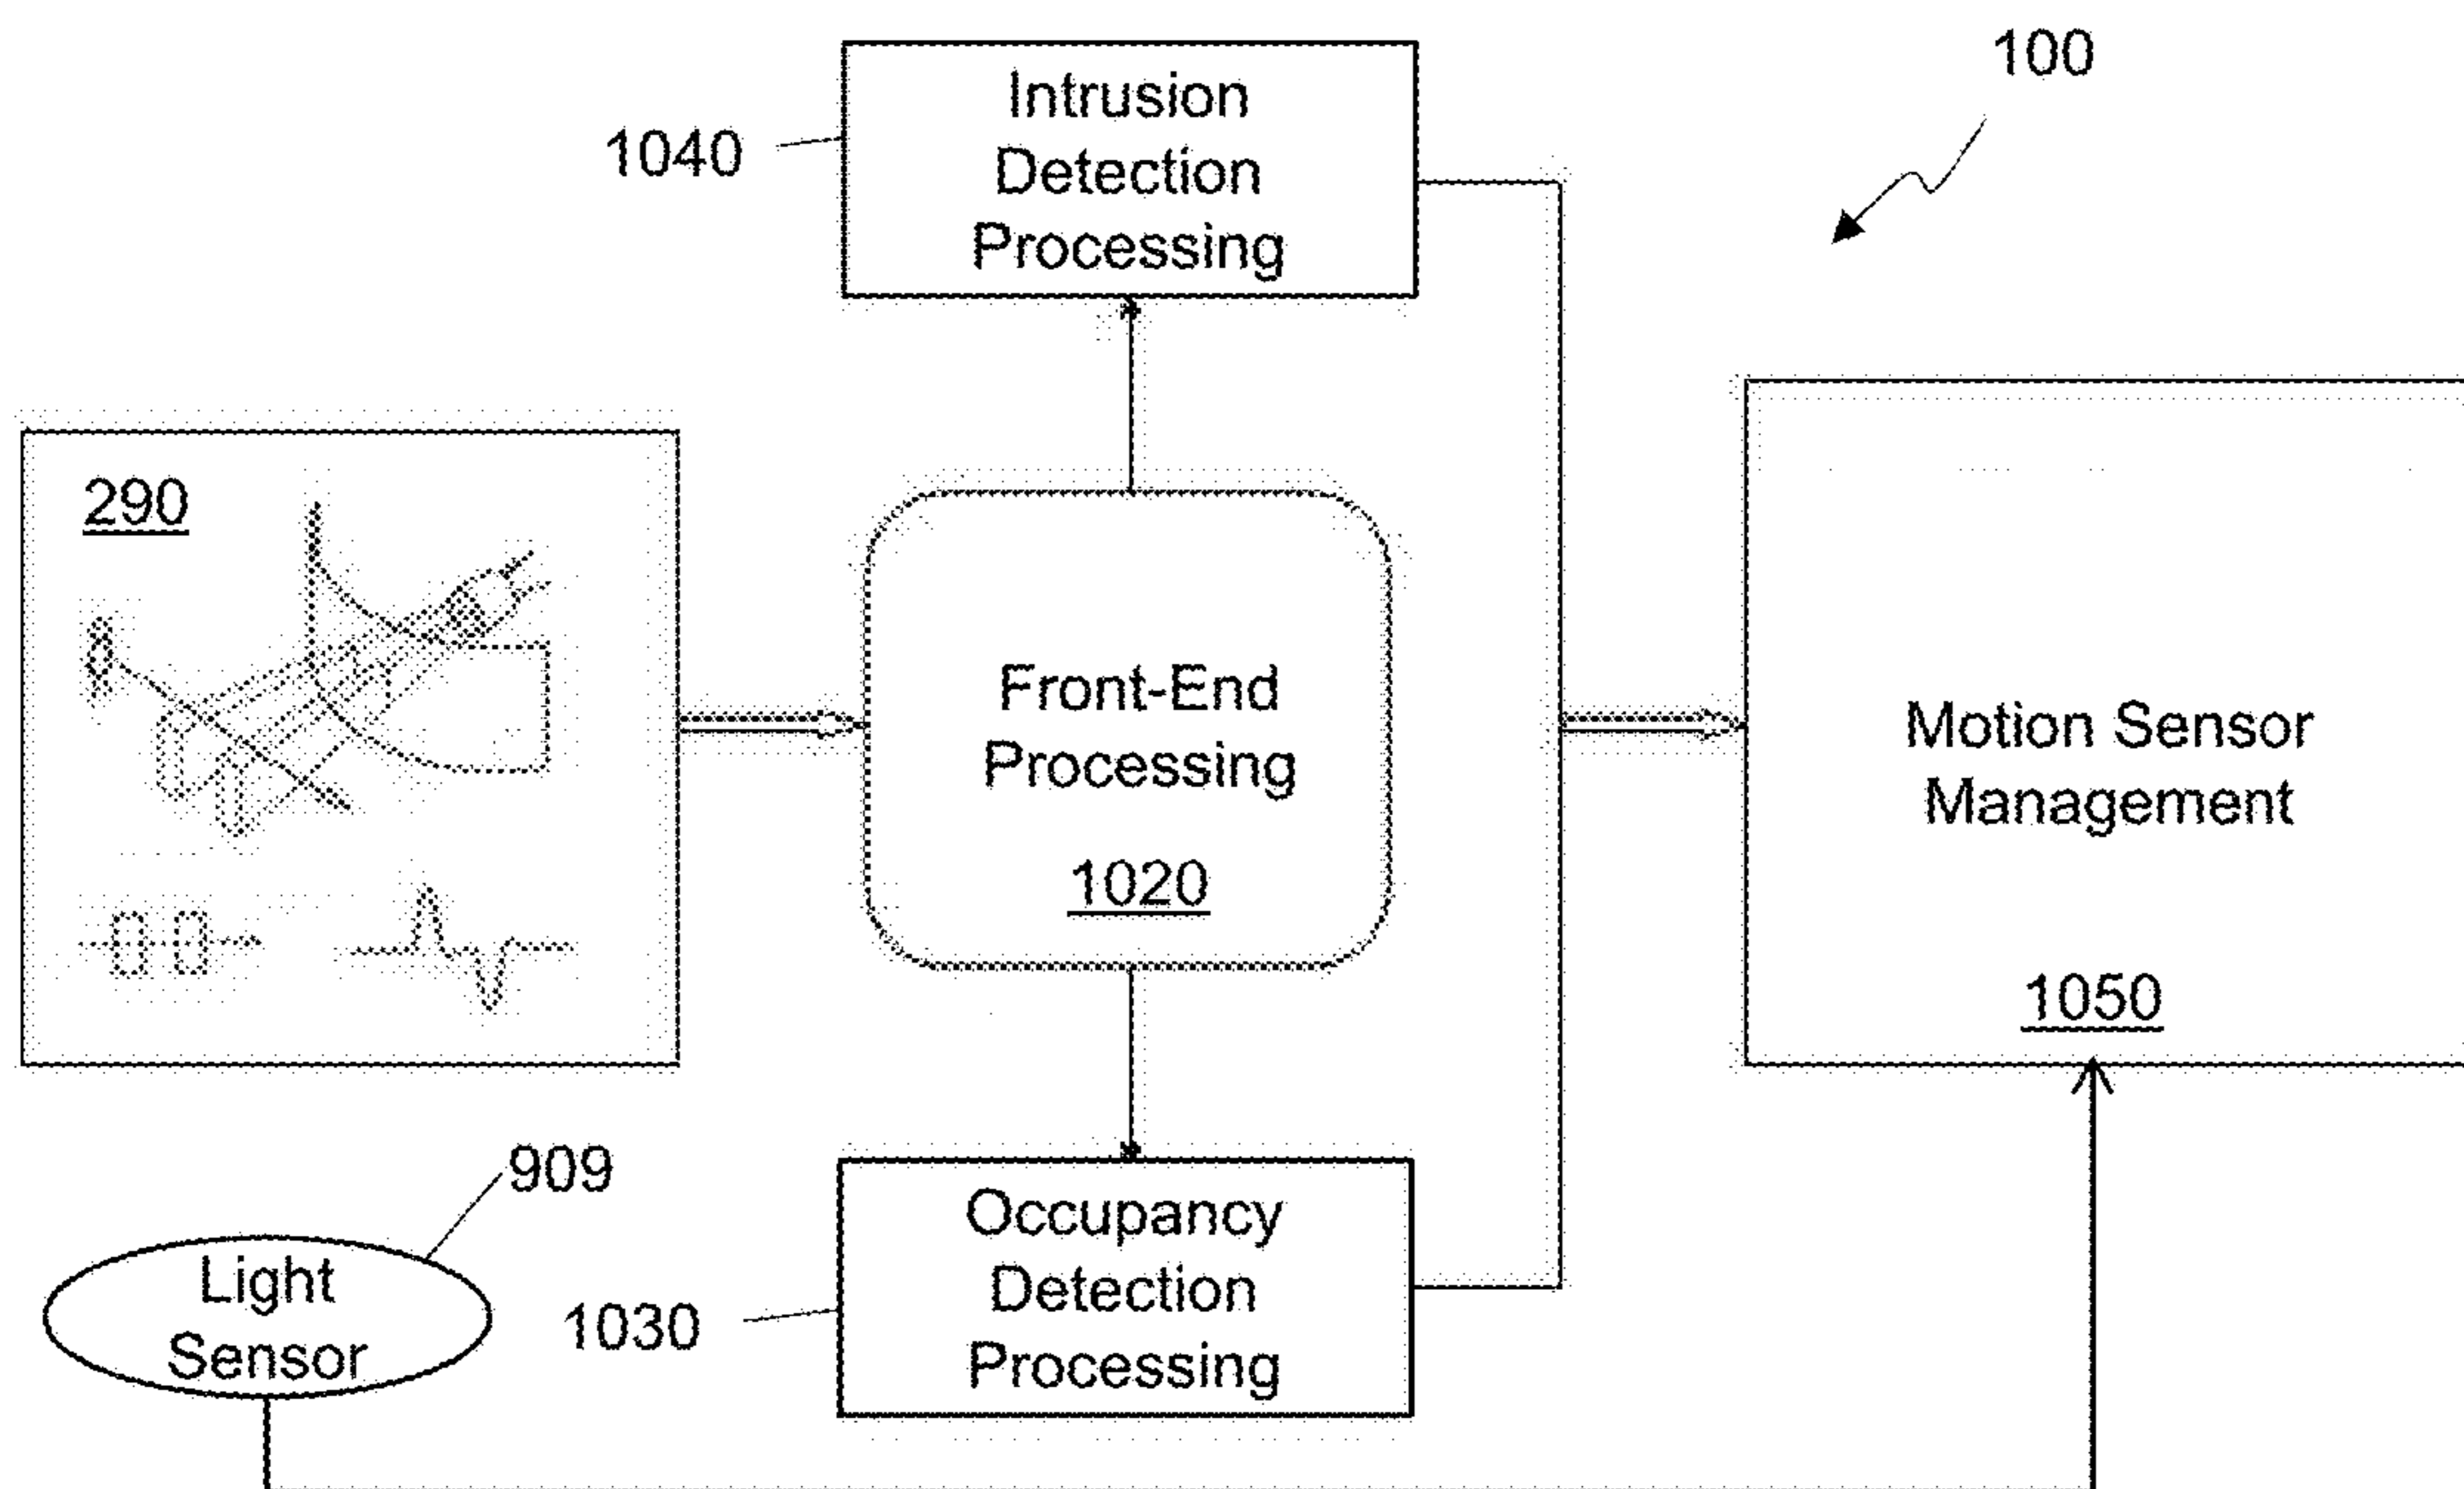 100
Intrusion
Detection
Processing
1040
290
Front-End
Processing
1020
Motion Sensor
Management
1050
909
Light
Sensor
1030
Occupancy
Detection
Processing